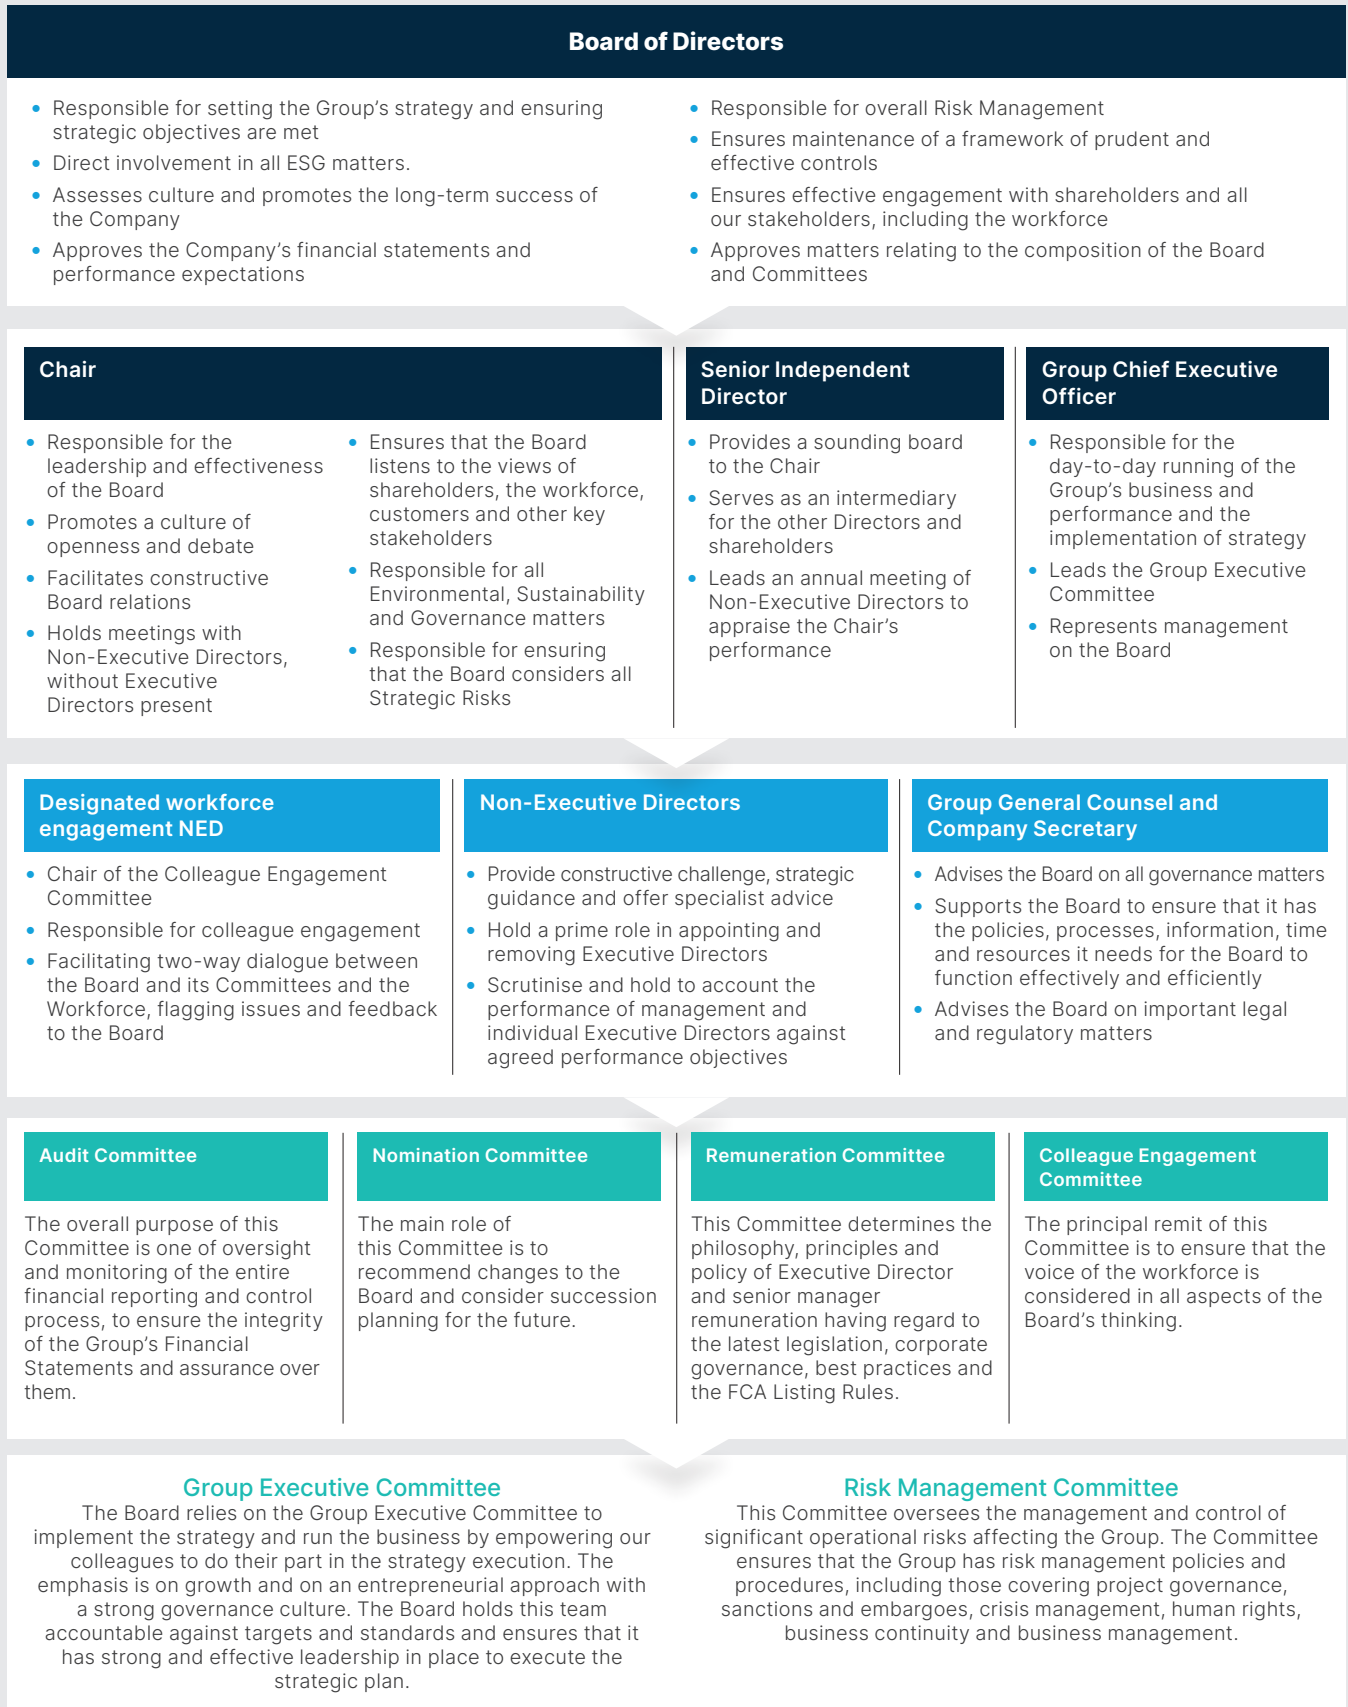 Board of Directors
• Responsible for setting the Group’s strategy and ensuring
strategic objectives are met
• Direct involvement in all ESG matters.
• Assesses culture and promotes the long-term success of
the Company
• Approves the Company’s financial statements and
performance expectations
• Responsible for overall Risk Management
• Ensures maintenance of a framework of prudent and
effective controls
• Ensures effective engagement with shareholders and all
our stakeholders, including the workforce
• Approves matters relating to the composition of the Board
and Committees
Chair
• Responsible for the
leadership and effectiveness
of the Board
• Promotes a culture of
openness and debate
• Facilitates constructive
Board relations
• Holds meetings with
Non-Executive Directors,
without Executive
Directors present
• Ensures that the Board
listens to the views of
shareholders, the workforce,
customers and other key
stakeholders
• Responsible for all
Environmental, Sustainability
and Governance matters
• Responsible for ensuring
that the Board considers all
Strategic Risks
Senior Independent
Director
• Provides a sounding board
to the Chair
• Serves as an intermediary
for the other Directors and
shareholders
• Leads an annual meeting of
Non-Executive Directors to
appraise the Chair’s
performance
Group Chief Executive
Officer
• Responsible for the
day-to-day running of the
Group’s business and
performance and the
implementation of strategy
• Leads the Group Executive
Committee
• Represents management
on the Board
Designated workforce
engagement NED
• Chair of the Colleague Engagement
Committee
• Responsible for colleague engagement
• Facilitating two-way dialogue between
the Board and its Committees and the
Workforce, flagging issues and feedback
to the Board
Non-Executive Directors
• Provide constructive challenge, strategic
guidance and offer specialist advice
• Hold a prime role in appointing and
removing Executive Directors
• Scrutinise and hold to account the
performance of management and
individual Executive Directors against
agreed performance objectives
Group General Counsel and
Company Secretary
• Advises the Board on all governance matters
• Supports the Board to ensure that it has
the policies, processes, information, time
and resources it needs for the Board to
function effectively and efficiently
• Advises the Board on important legal
and regulatory matters
Audit Committee
The overall purpose of this
Committee is one of oversight
and monitoring of the entire
financial reporting and control
process, to ensure the integrity
of the Group’s Financial
Statements and assurance over
them.
Nomination Committee
The main role of
this Committee is to
recommend changes to the
Board and consider succession
planning for the future.
Remuneration Committee
This Committee determines the
philosophy, principles and
policy of Executive Director
and senior manager
remuneration having regard to
the latest legislation, corporate
governance, best practices and
the FCA Listing Rules.
Colleague Engagement
Committee
The principal remit of this
Committee is to ensure that the
voice of the workforce is
considered in all aspects of the
Board’s thinking.
Group Executive Committee
The Board relies on the Group Executive Committee to
implement the strategy and run the business by empowering our
colleagues to do their part in the strategy execution. The
emphasis is on growth and on an entrepreneurial approach with
a strong governance culture. The Board holds this team
accountable against targets and standards and ensures that it
has strong and effective leadership in place to execute the
strategic plan.
Risk Management Committee
This Committee oversees the management and control of
significant operational risks affecting the Group. The Committee
ensures that the Group has risk management policies and
procedures, including those covering project governance,
sanctions and embargoes, crisis management, human rights,
business continuity and business management.